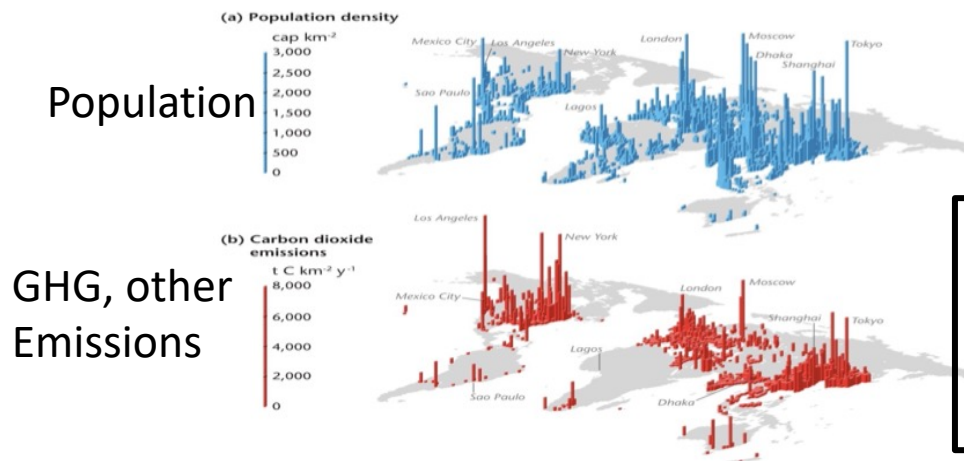 (a) Population density
cap km⁻²
3,000
2,500
2,000
1,500
1,000
500
0
Population
Mexico City
Los Angeles
New York
Sao Paulo
Lagos
London
Moscow
Dhaka
Shanghai
Tokyo
(b) Carbon dioxide
emissions
t C km⁻² y⁻¹
8,000
6,000
4,000
2,000
0
GHG, other
Emissions
Los Angeles
New York
Mexico City
Sao Paulo
Lagos
London
Moscow
Shanghai
Tokyo
Dhaka